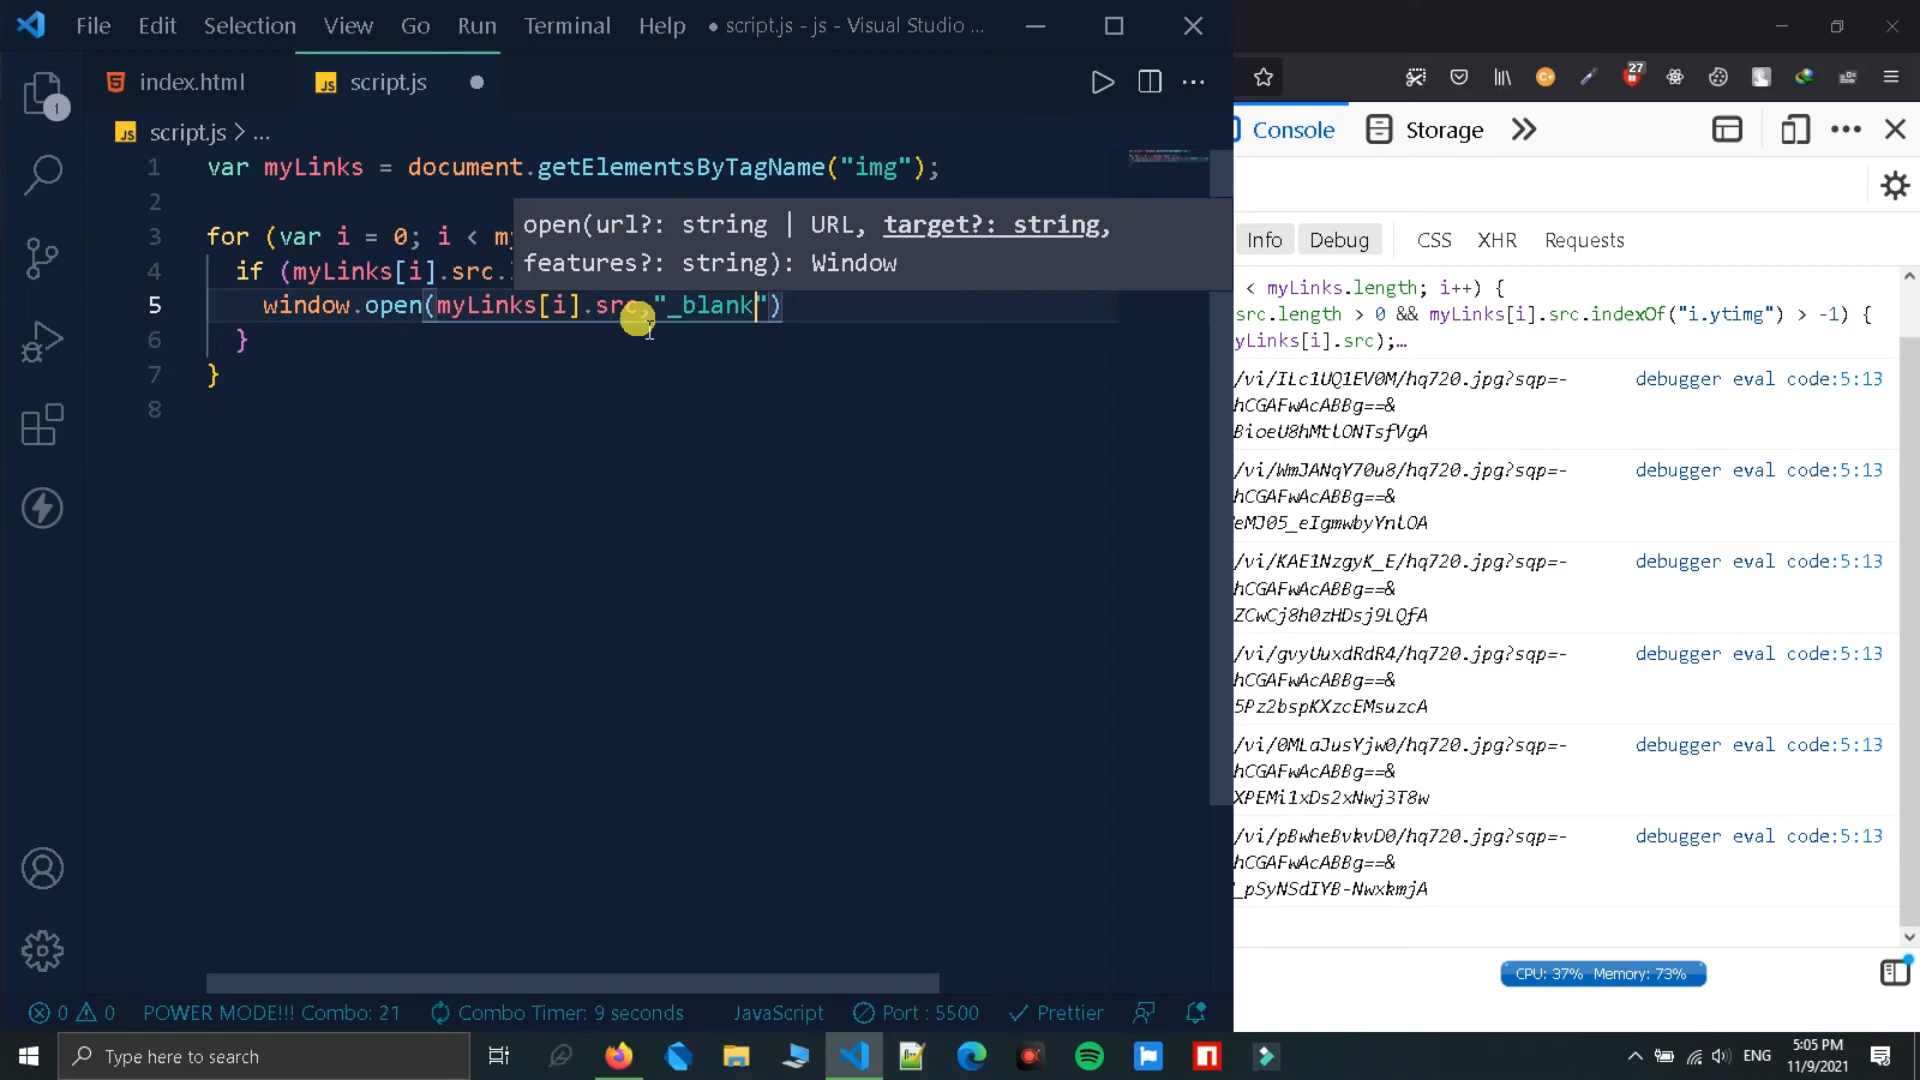 File Edit Selection View Go Run Terminal Help ● script.js - js - Visual Studio ...
index.html
JS script.js
1
JS script.js > ...
1 var myLinks = document.getElementsByTagName("img");
2
open(url?: string | URL, target?: string,
3 for (var i = 0; i <
features?: string): Window
4 if (myLinks[i].src.
5 window.open(myLinks[i].src,"_blank")
6 }
7 }
8
0 0 POWER MODE!!! Combo: 21 Combo Timer: 9 seconds JavaScript Port : 5500 Prettier
27
Console Storage
Info Debug CSS XHR Requests
< myLinks.length; i++) {
src.length > 0 && myLinks[i].src.indexOf("i.ytimg") > -1) {
yLinks[i].src);…
/vi/ILc1UQ1EV0M/hq720.jpg?sqp=- debugger eval code:5:13
hCGAFwAcABBg==&
BioeU8hMtlONTsfVgA
/vi/WmJANqY70u8/hq720.jpg?sqp=- debugger eval code:5:13
hCGAFwAcABBg==&
eMJ05_eIgmwbyYnlOA
/vi/KAE1NzgyK_E/hq720.jpg?sqp=- debugger eval code:5:13
hCGAFwAcABBg==&
ZCwCj8h0zHDsj9LQfA
/vi/gvyUuxdRdR4/hq720.jpg?sqp=- debugger eval code:5:13
hCGAFwAcABBg==&
5Pz2bspKXzcEMsuzcA
/vi/0MLaJusYjw0/hq720.jpg?sqp=- debugger eval code:5:13
hCGAFwAcABBg==&
XPEMi1xDs2xNwj3T8w
/vi/pBwheBvkvD0/hq720.jpg?sqp=- debugger eval code:5:13
hCGAFwAcABBg==&
_pSyNSdIYB-NwxkmjA
CPU: 37% Memory: 73%
Type here to search
ENG
5:05 PM
11/9/2021